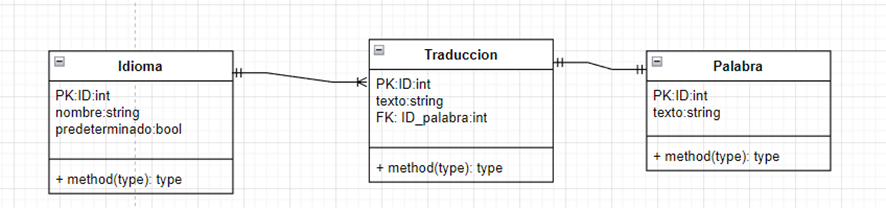 Idioma
PK:ID:int
nombre:string
predeterminado:bool
+ method(type): type
Traduccion
PK:ID:int
texto:string
FK: ID_palabra:int
+ method(type): type
Palabra
PK:ID:int
texto:string
+ method(type): type